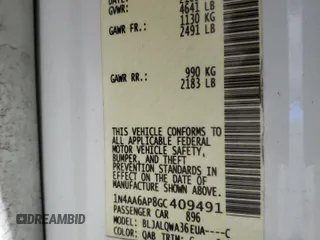 GVWR: 4641 LB
1130 KG
GAWR FR.: 2491 LB
GAWR RR.: 990 KG
2183 LB
THIS VEHICLE CONFORMS TO
ALL APPLICABLE FEDERAL
MOTOR VEHICLE SAFETY,
BUMPER, AND THEFT
PREVENTION STANDARDS
IN EFFECT ON THE DATE OF
MANUFACTURE SHOWN ABOVE.
1N4AA6AP8GC409491
PASSENGER CAR 896
MODEL: BLJALQWA36EUA----C
COLOR: QAB TRIM:
DREAMBID